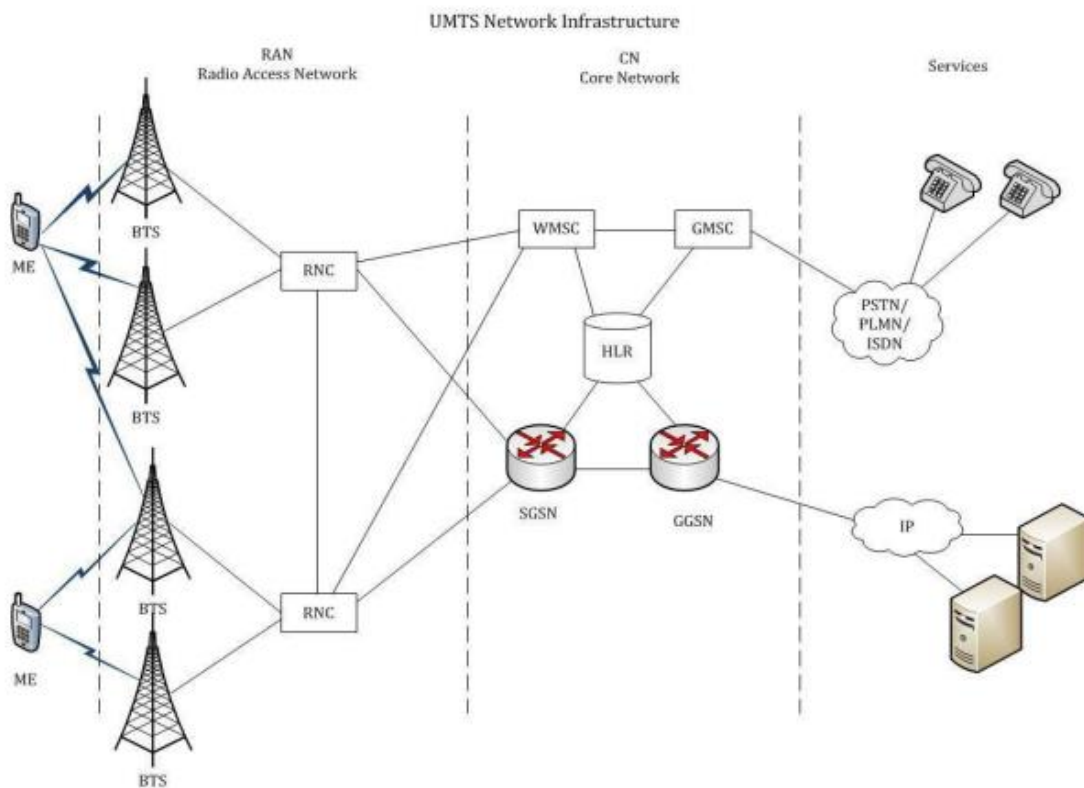 UMTS Network Infrastructure
RAN
Radio Access Network
CN
Core Network
Services
BTS
ME
BTS
RNC
WMSC
GMSC
HLR
PSTN/
PLMN/
ISDN
BTS
SGSN
GGSN
IP
ME
RNC
BTS